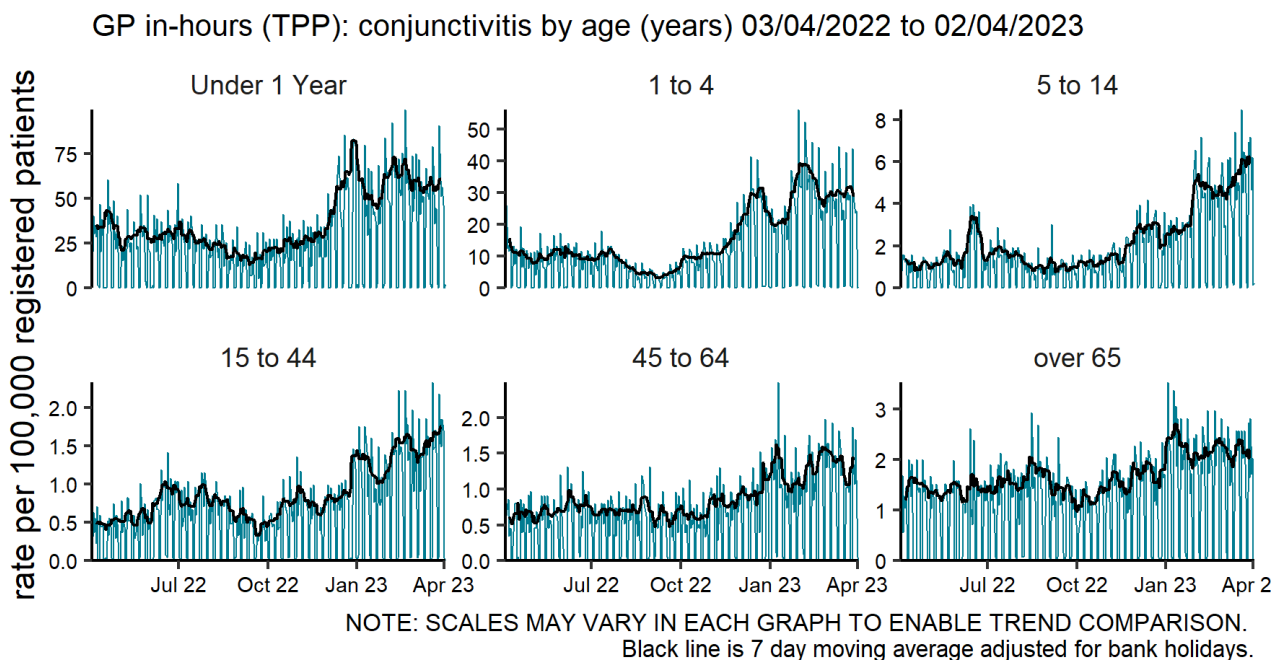 GP in-hours (TPP): conjunctivitis by age (years) 03/04/2022 to 02/04/2023
rate per 100,000 registered patients
Under 1 Year
1 to 4
5 to 14
75
50
25
0
50
40
30
20
10
0
8
6
4
2
0
15 to 44
45 to 64
over 65
2.0
1.5
1.0
0.5
0.0
2.0
1.5
1.0
0.5
0.0
3
2
1
0
Jul 22 Oct 22 Jan 23 Apr 23
Jul 22 Oct 22 Jan 23 Apr 23
Jul 22 Oct 22 Jan 23 Apr 2
NOTE: SCALES MAY VARY IN EACH GRAPH TO ENABLE TREND COMPARISON.
Black line is 7 day moving average adjusted for bank holidays.